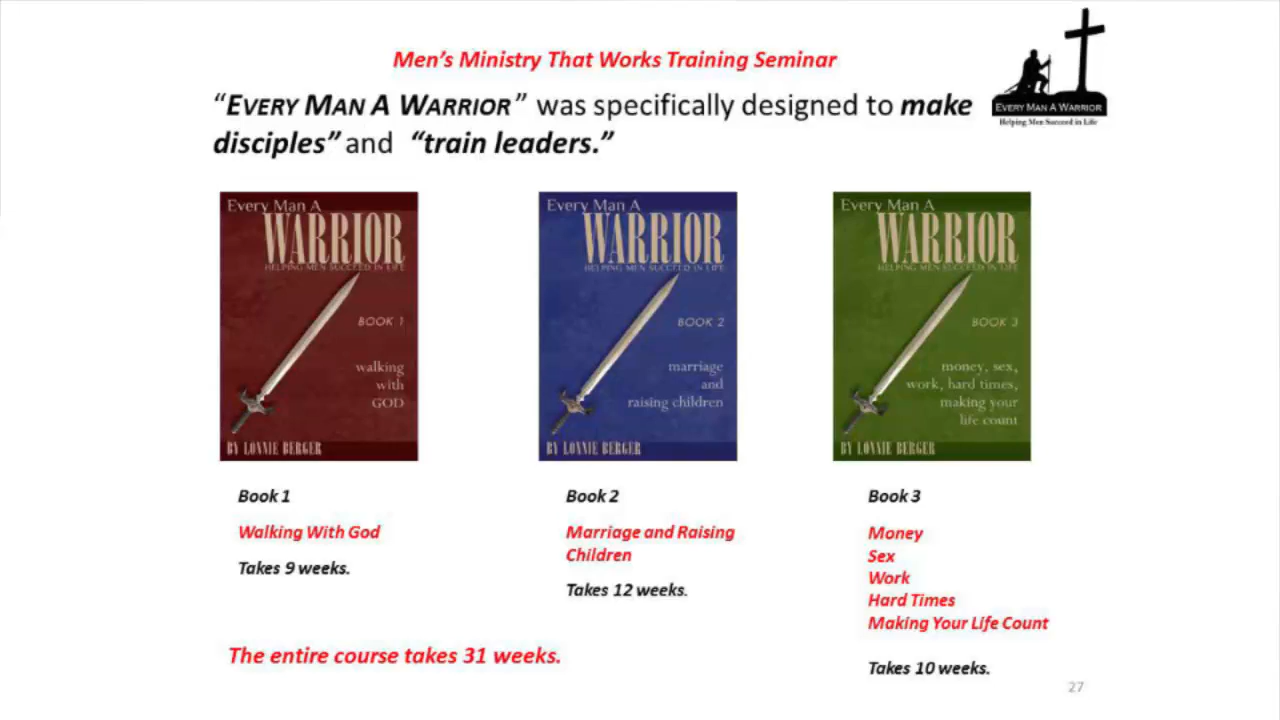 Men's Ministry That Works Training Seminar
“EVERY MAN A WARRIOR” was specifically designed to make
disciples” and “train leaders.”
EVERY MAN A WARRIOR
Helping Men Succeed in Life
Every Man A
WARRIOR
HELPING MEN SUCCEED IN LIFE
BOOK 1
walking
with
GOD
BY LONNIE BERGER
Every Man A
WARRIOR
HELPING MEN SUCCEED IN LIFE
BOOK 2
marriage
and
raising children
BY LONNIE BERGER
Every Man A
WARRIOR
HELPING MEN SUCCEED IN LIFE
BOOK 3
money, sex,
work, hard times,
making your
life count
BY LONNIE BERGER
Book 1
Walking With God
Takes 9 weeks.
Book 2
Marriage and Raising
Children
Takes 12 weeks.
Book 3
Money
Sex
Work
Hard Times
Making Your Life Count
Takes 10 weeks.
The entire course takes 31 weeks.
27